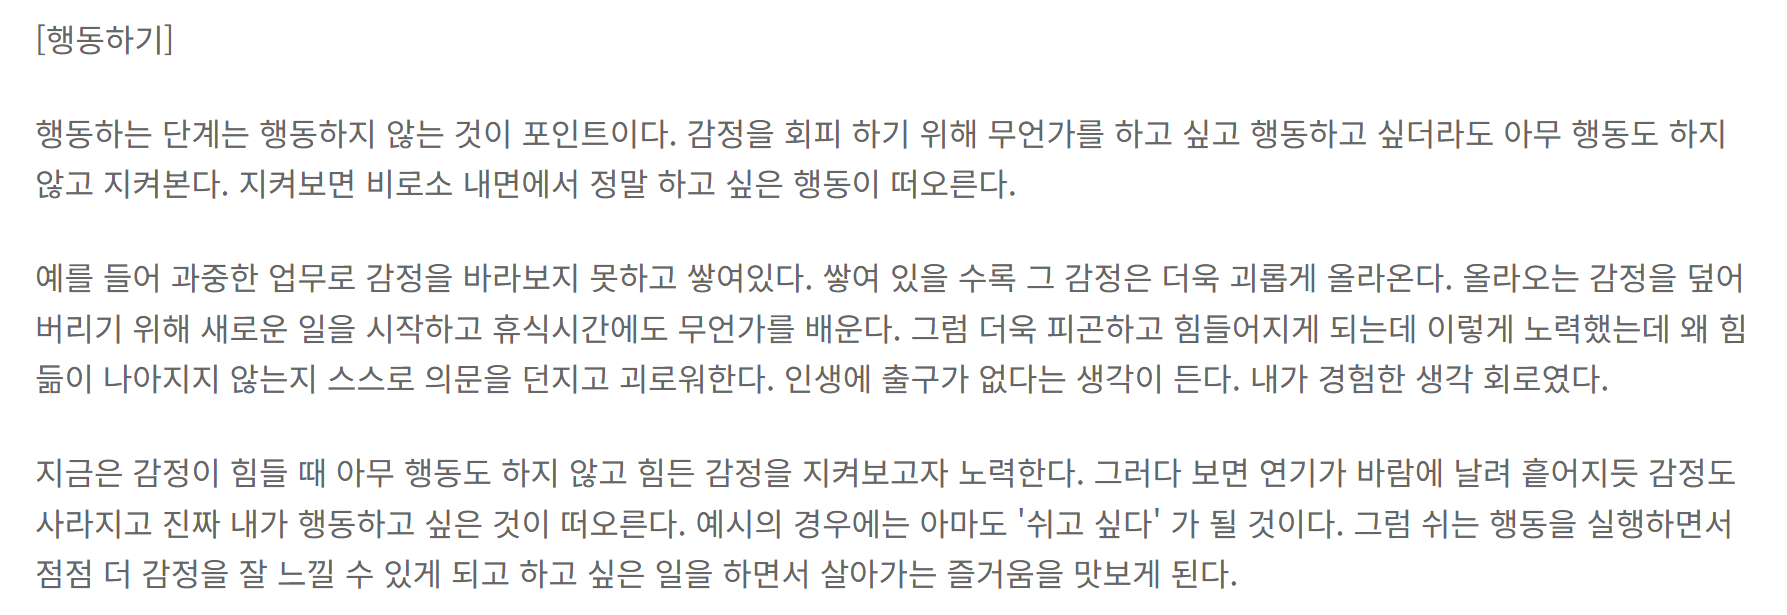 [행동하기]
행동하는 단계는 행동하지 않는 것이 포인트이다. 감정을 회피 하기 위해 무언가를 하고 싶고 행동하고 싶더라도 아무 행동도 하지
않고 지켜본다. 지켜보면 비로소 내면에서 정말 하고 싶은 행동이 떠오른다.
예를 들어 과중한 업무로 감정을 바라보지 못하고 쌓여있다. 쌓여 있을 수록 그 감정은 더욱 괴롭게 올라온다. 올라오는 감정을 덮어
버리기 위해 새로운 일을 시작하고 휴식시간에도 무언가를 배운다. 그럼 더욱 피곤하고 힘들어지게 되는데 이렇게 노력했는데 왜 힘
듦이 나아지지 않는지 스스로 의문을 던지고 괴로워한다. 인생에 출구가 없다는 생각이 든다. 내가 경험한 생각 회로였다.
지금은 감정이 힘들 때 아무 행동도 하지 않고 힘든 감정을 지켜보고자 노력한다. 그러다 보면 연기가 바람에 날려 흩어지듯 감정도
사라지고 진짜 내가 행동하고 싶은 것이 떠오른다. 예시의 경우에는 아마도 '쉬고 싶다' 가 될 것이다. 그럼 쉬는 행동을 실행하면서
점점 더 감정을 잘 느낄 수 있게 되고 하고 싶은 일을 하면서 살아가는 즐거움을 맛보게 된다.